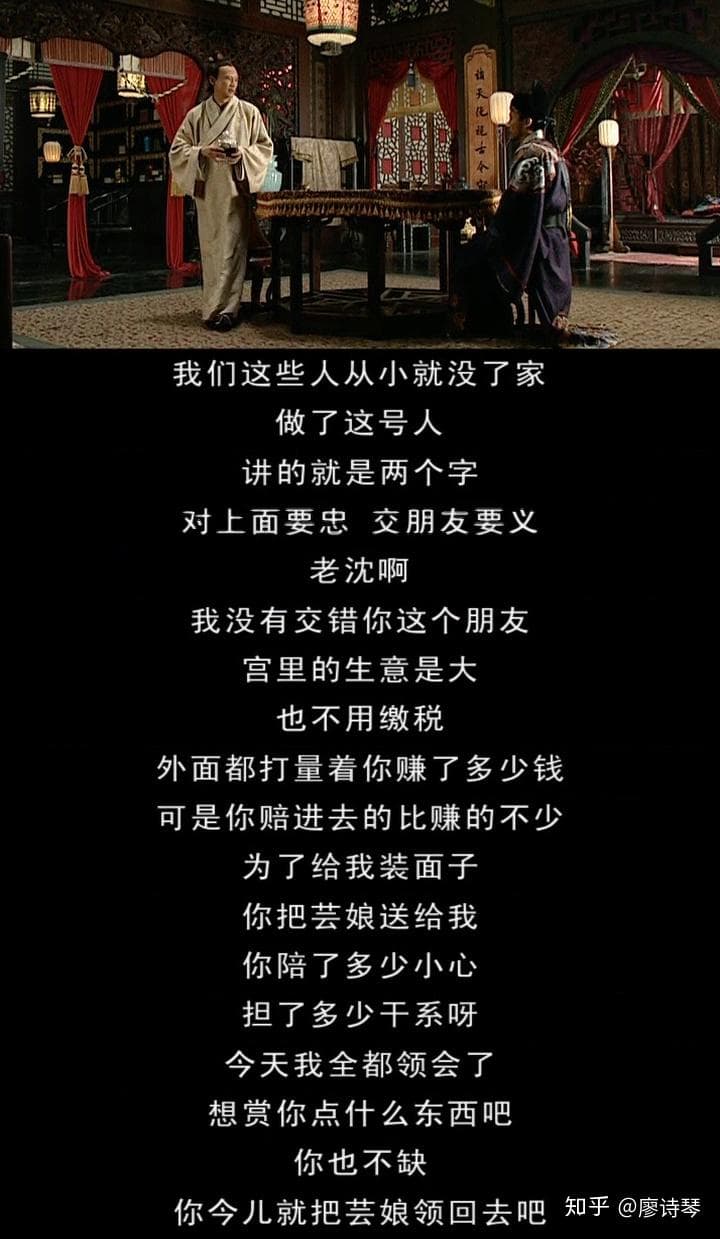 诸天化现古今
我们这些人从小就没了家
做了这号人
讲的就是两个字
对上面要忠 交朋友要义
老沈啊
我没有交错你这个朋友
宫里的生意是大
也不用缴税
外面都打量着你赚了多少钱
可是你赔进去的比赚的不少
为了给我装面子
你把芸娘送给我
你陪了多少小心
担了多少干系呀
今天我全都领会了
想赏你点什么东西吧
你也不缺
你今儿就把芸娘领回去吧
知乎 @廖诗琴